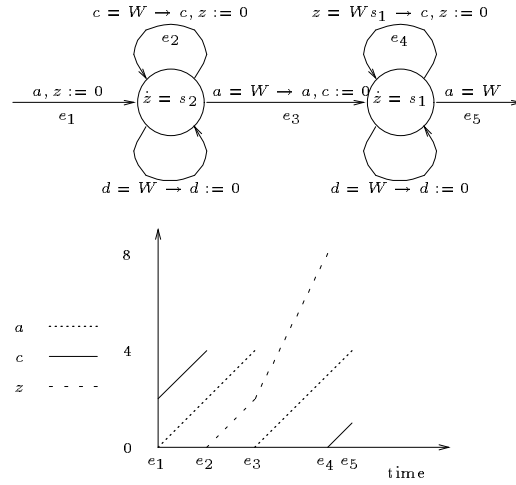 c = W → c, z := 0
z = Ws₁ → c, z := 0
e₂
e₄
a, z := 0
ż = s₂
a = W → a, c := 0
ż = s₁
a = W
e₁
e₃
e₅
d = W → d := 0
d = W → d := 0
8
a
c
4
z
0
e₁ e₂ e₃ e₄ e₅
time